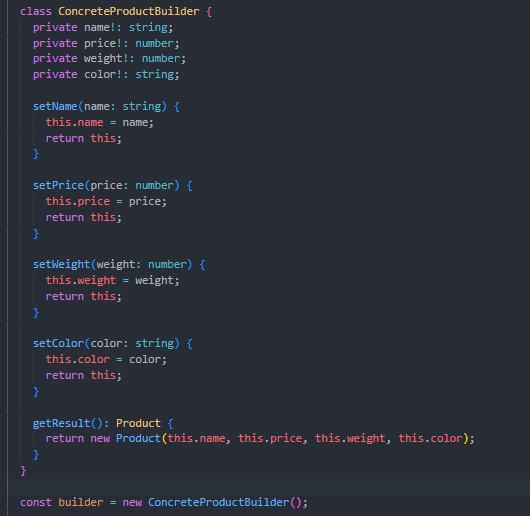 class ConcreteProductBuilder {
private name!: string;
private price!: number;
private weight!: number;
private color!: string;
setName(name: string) {
this.name = name;
return this;
}
setPrice(price: number) {
this.price = price;
return this;
}
setWeight(weight: number) {
this.weight = weight;
return this;
}
setColor(color: string) {
this.color = color;
return this;
}
getResult(): Product {
return new Product(this.name, this.price, this.weight, this.color);
}
}
const builder = new ConcreteProductBuilder();